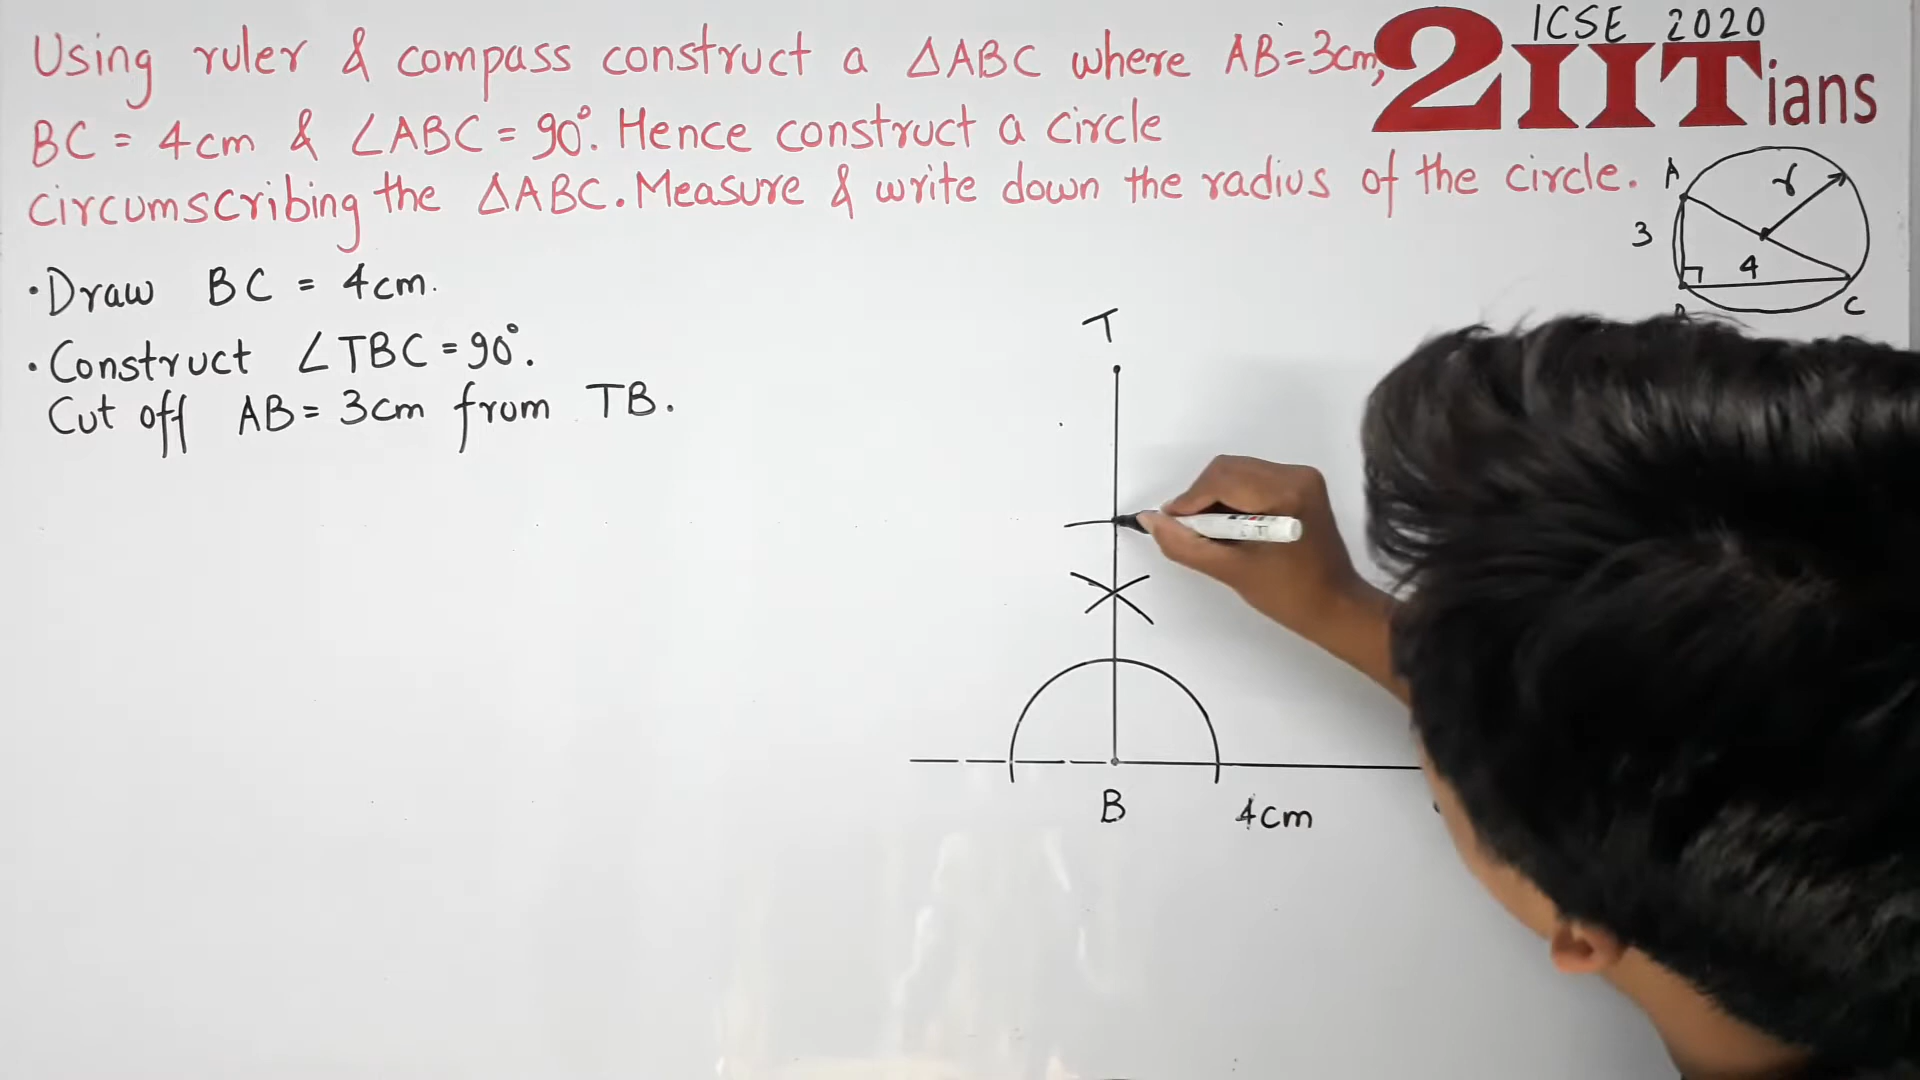 ICSE 2020
Using ruler & compass construct a ΔABC where AB=3cm,
2IITians
BC = 4cm & ∠ABC = 90°. Hence construct a circle
circumscribing the ΔABC. Measure & write down the radius of the circle.
A
r
3
4
C
• Draw BC = 4cm.
• Construct ∠TBC = 90°.
Cut off AB = 3cm from TB.
T
B
4cm